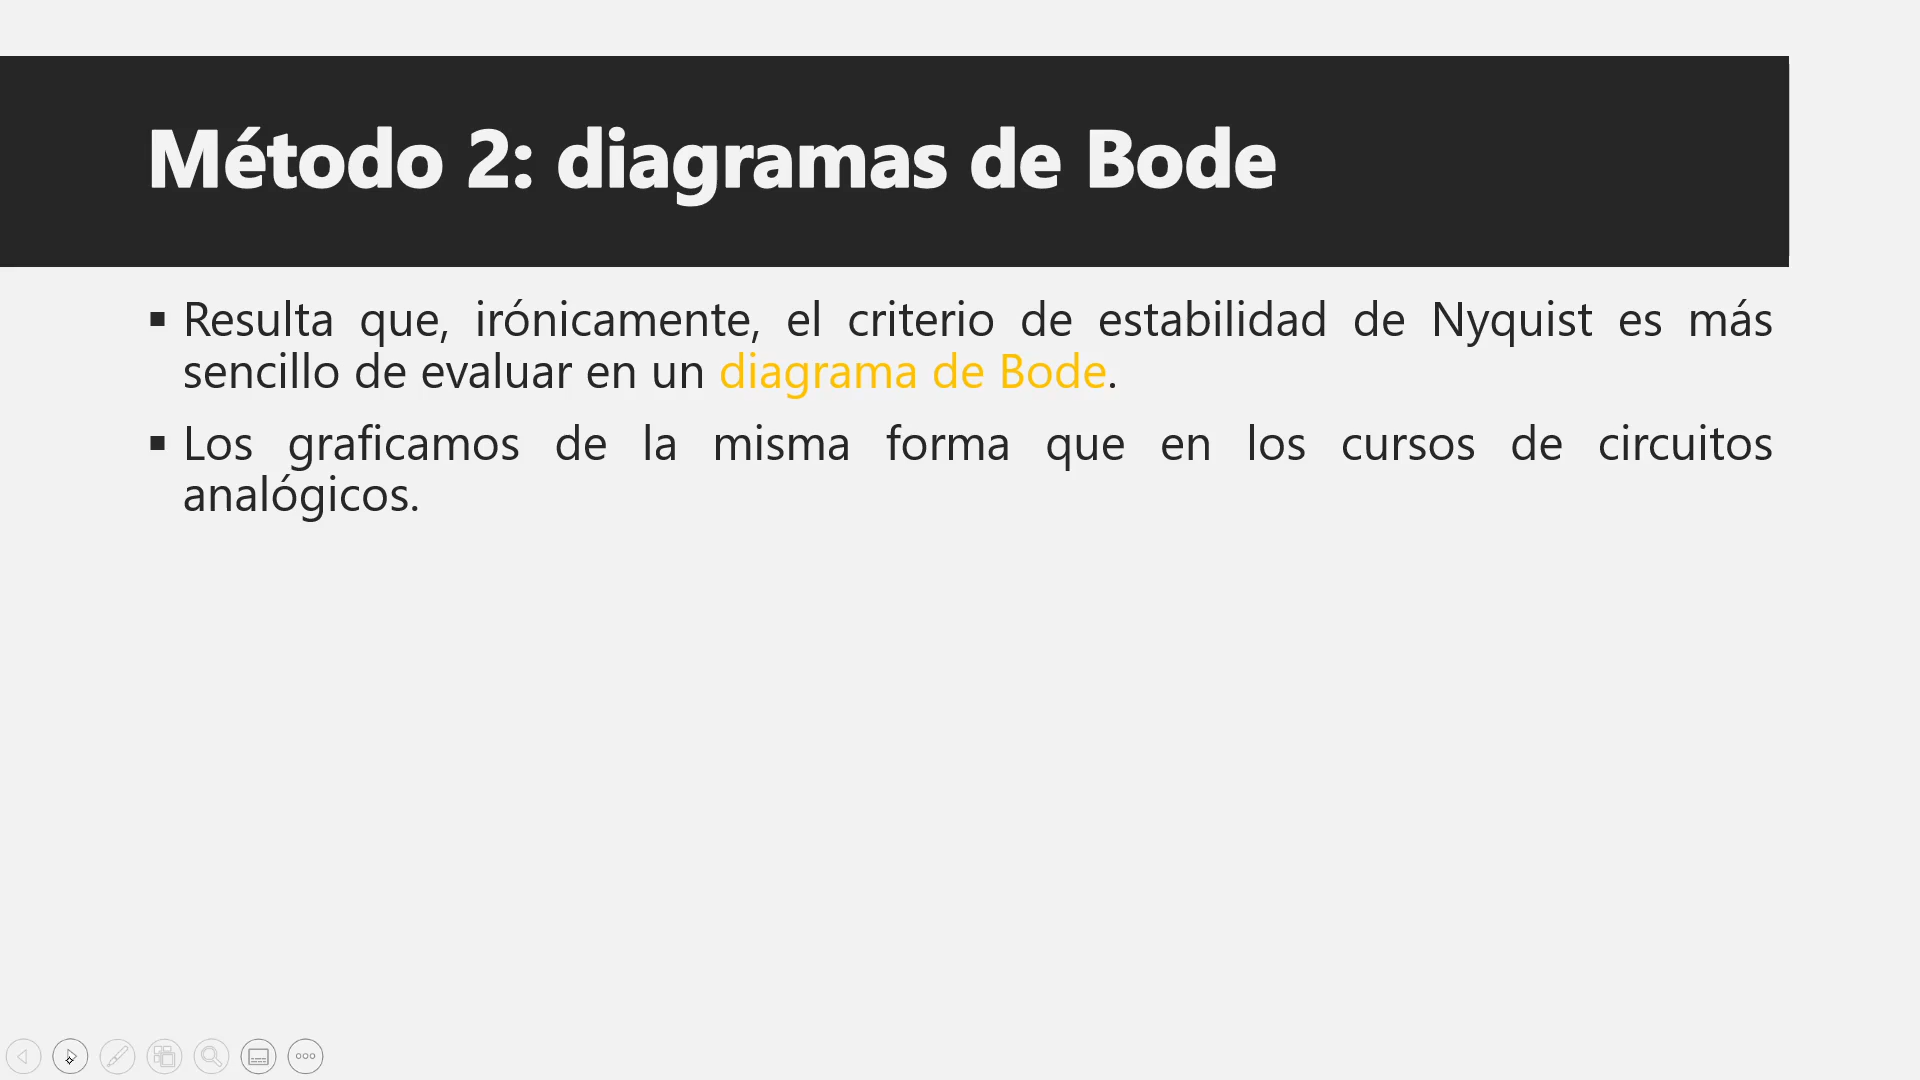 Método 2: diagramas de Bode
▪ Resulta que, irónicamente, el criterio de estabilidad de Nyquist es más
sencillo de evaluar en un diagrama de Bode.
▪ Los graficamos de la misma forma que en los cursos de circuitos
analógicos.